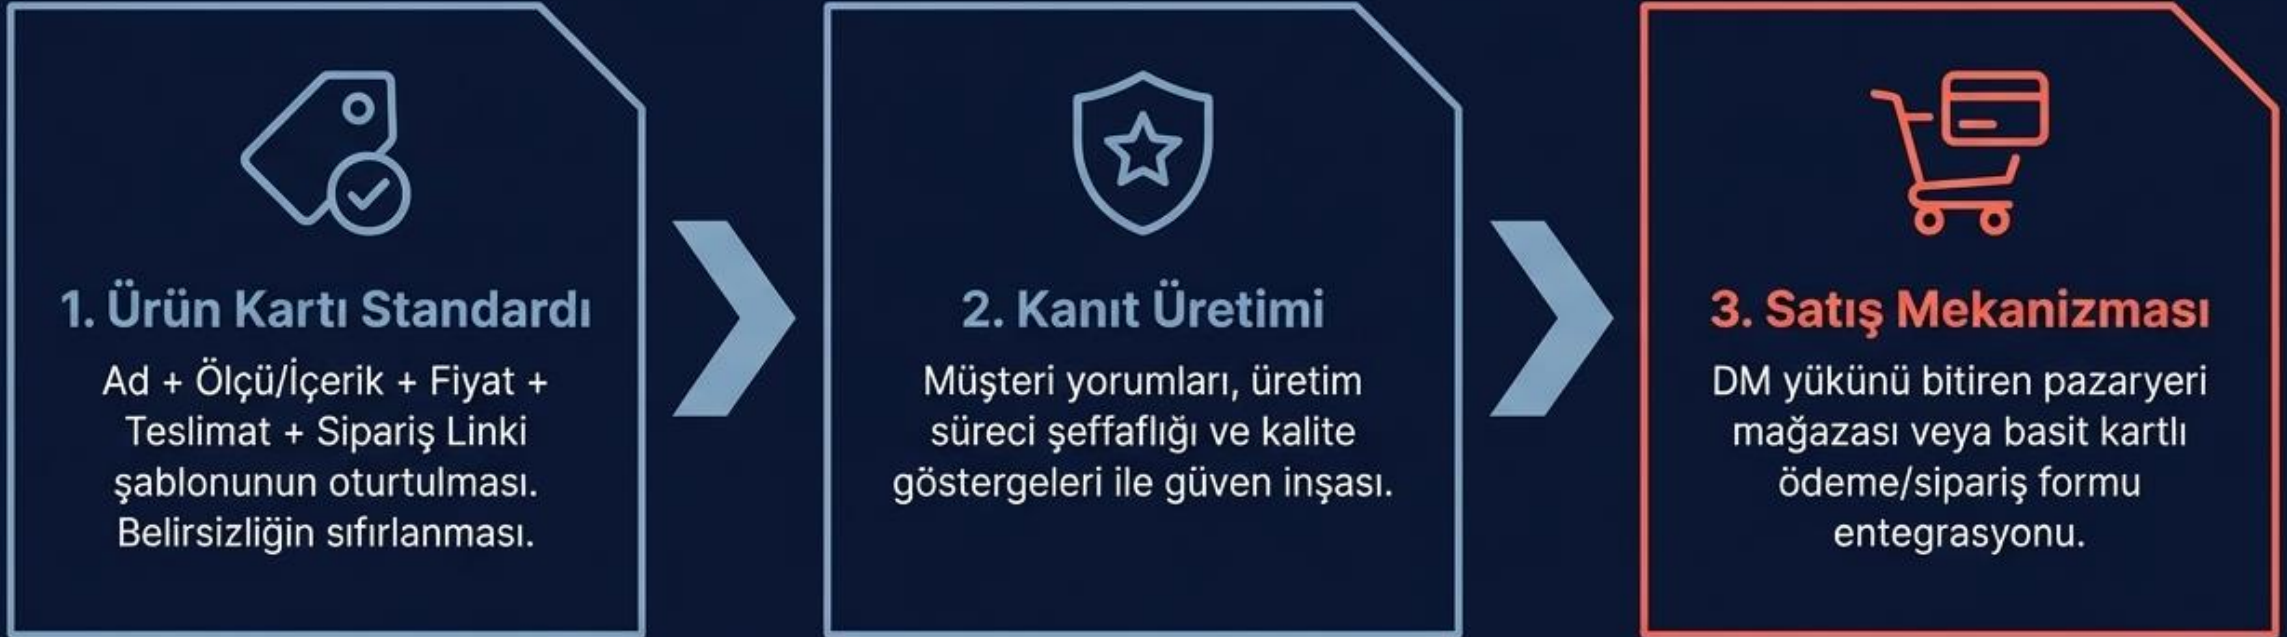 1. Ürün Kartı Standardı
Ad + Ölçü/İçerik + Fiyat +
Teslimat + Sipariş Linki
şablonunun oturtulması.
Belirsizliğin sıfırlanması.
2. Kanıt Üretimi
Müşteri yorumları, üretim
süreci şeffaflığı ve kalite
göstergeleri ile güven inşası.
3. Satış Mekanizması
DM yükünü bitiren pazaryeri
mağazası veya basit kartlı
ödeme/sipariş formu
entegrasyonu.